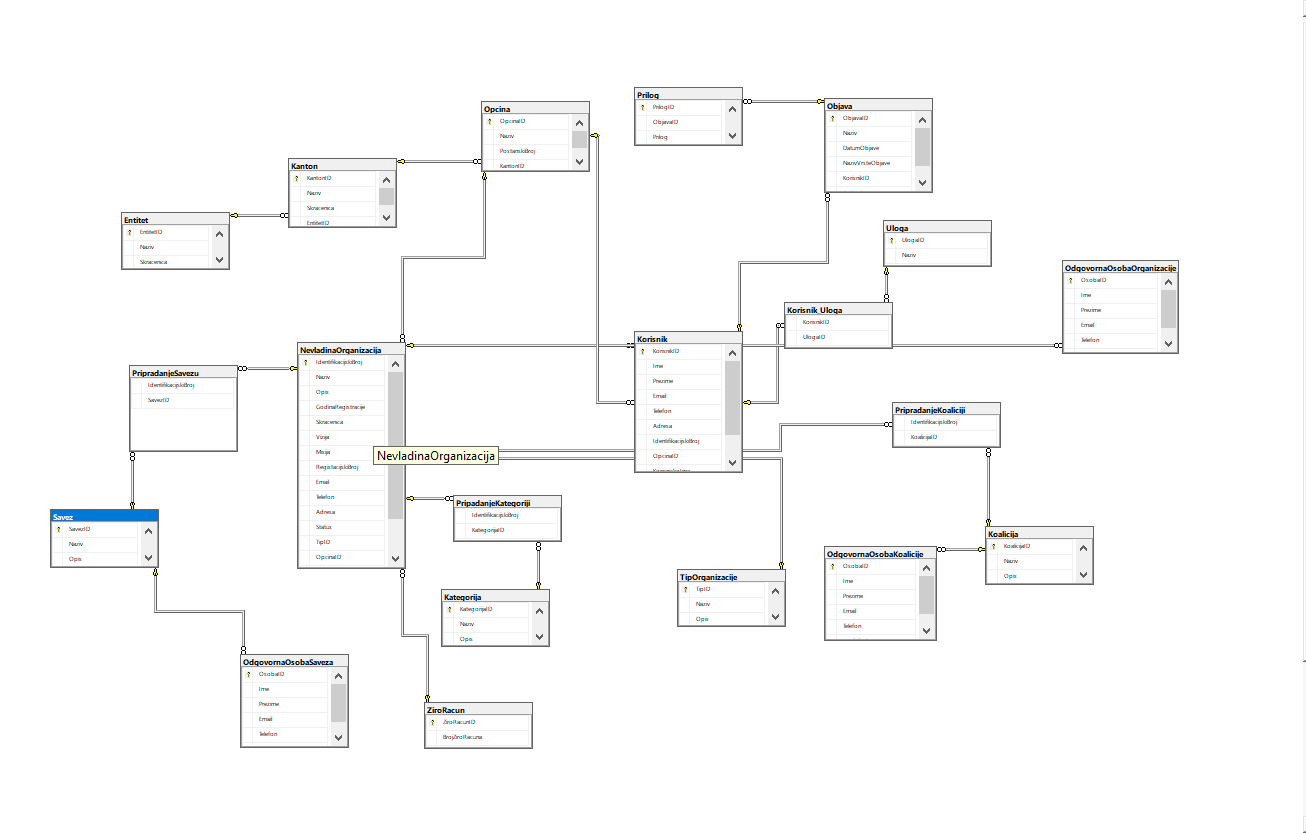 Prilog
PrilogID
ObjavaID
Prilog
Objava
ObjavaID
Naziv
DatumObjave
NazivVrsteObjave
KorisnikID
Opcina
OpcinaID
Naziv
PostanskiBroj
KantonID
Kanton
KantonID
Naziv
Skracenica
EntitetID
Entitet
EntitetID
Naziv
Skracenica
Uloga
UlogaID
Naziv
OdgovornaOsobaOrganizacije
OsobaID
Ime
Prezime
Email
Telefon
Korisnik_Uloga
KorisnikID
UlogaID
Korisnik
KorisnikID
Ime
Prezime
Email
Telefon
Adresa
IdentifikacijskiBroj
OpcinaID
NevladinaOrganizacija
IdentifikacijskiBroj
Naziv
Opis
GodinaRegistracije
Skracenica
Vizija
Misija
RegistacijskiBroj
Email
Telefon
Adresa
Status
TipID
OpcinaID
NevladinaOrganizacija
PripradanjeSavezu
IdentifikacijskiBroj
SavezID
PripradanjeKoaliciji
IdentifikacijskiBroj
KoalicijaID
Savez
SavezID
Naziv
Opis
PripadanjeKategoriji
IdentifikacijskiBroj
KategorijaID
Koalicija
KoalicijaID
Naziv
Opis
OdgovornaOsobaKoalicije
OsobaID
Ime
Prezime
Email
Telefon
TipOrganizacije
TipID
Naziv
Opis
Kategorija
KategorijaID
Naziv
Opis
OdgovornaOsobaSaveza
OsobaID
Ime
Prezime
Email
Telefon
ZiroRacun
ZiroRacunID
BrojZiroRacuna